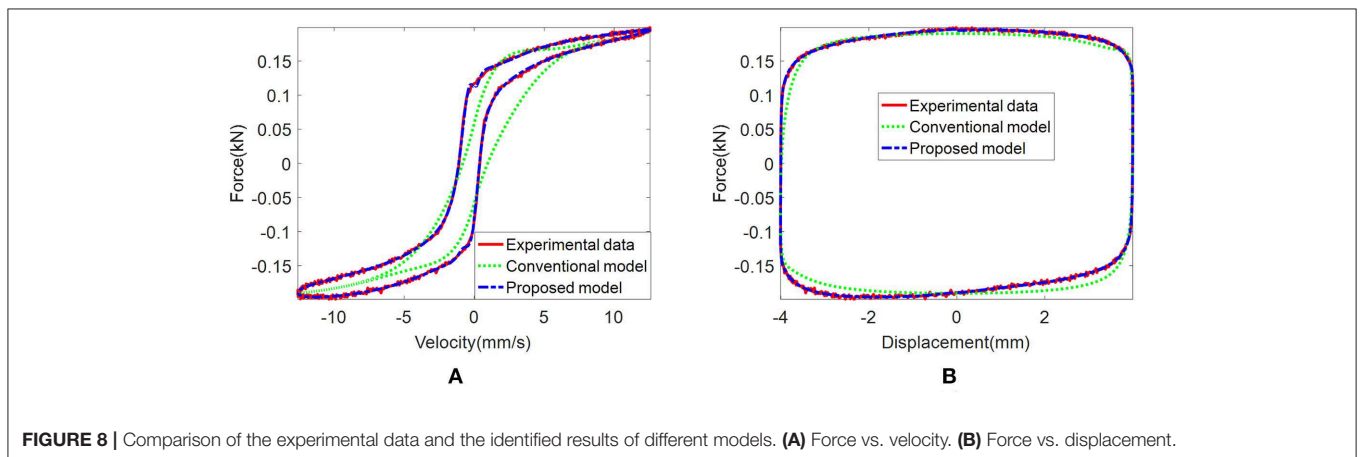 0.15
0.1
0.05
0
-0.05
-0.1
-0.15
Force(kN)
-10 -5 0 5 10
Velocity(mm/s)
Experimental data
Conventional model
Proposed model
A
0.15
0.1
0.05
0
-0.05
-0.1
-0.15
Force(kN)
-4 -2 0 2
Displacement(mm)
Experimental data
Conventional model
Proposed model
B
FIGURE 8 | Comparison of the experimental data and the identified results of different models. (A) Force vs. velocity. (B) Force vs. displacement.